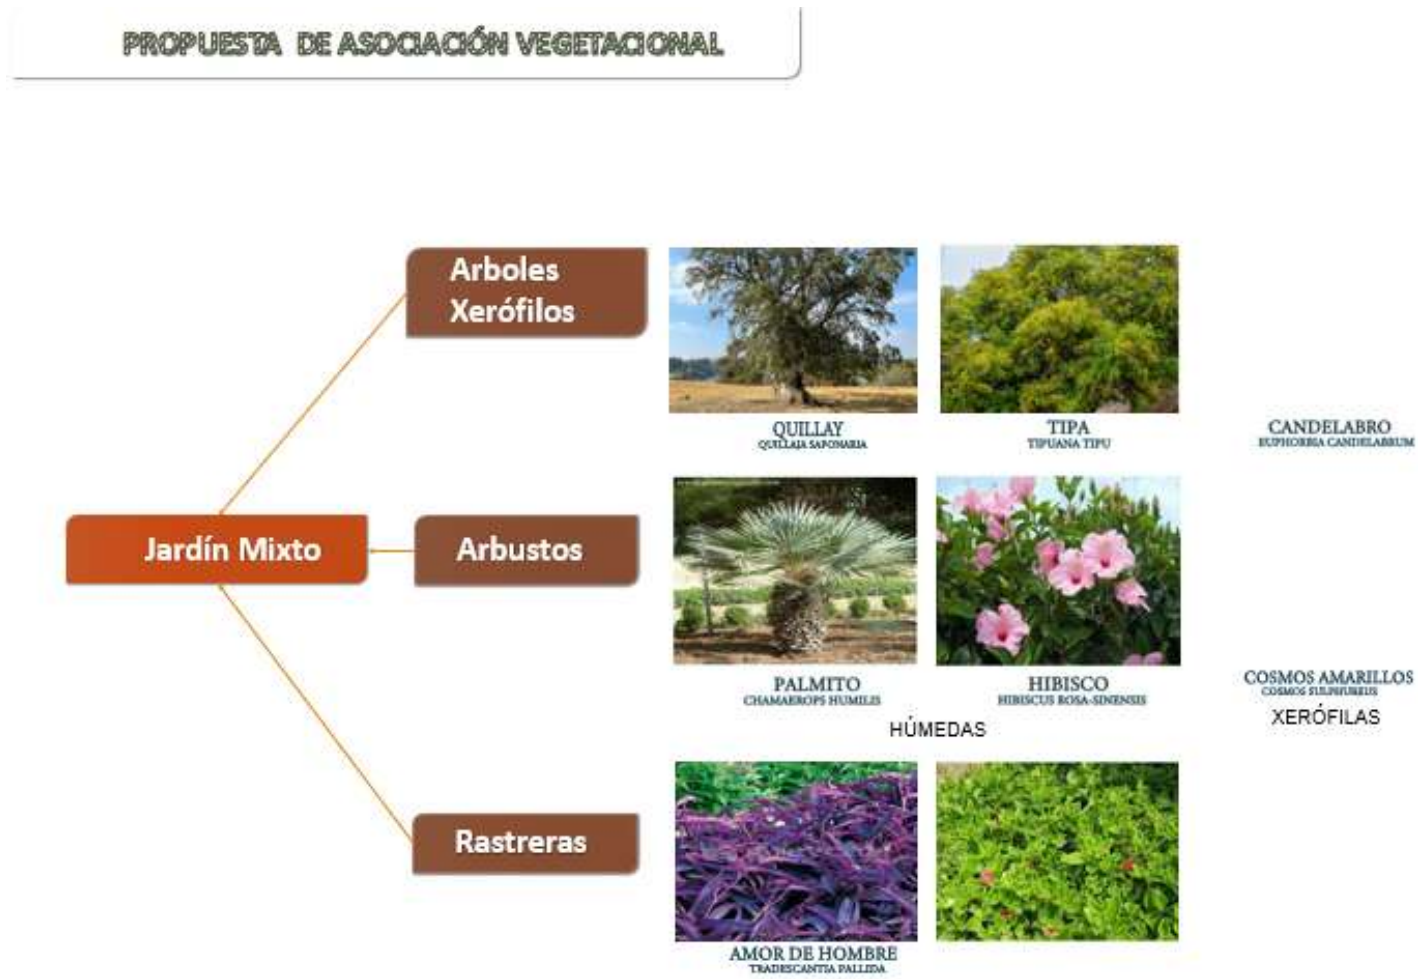 PROPUESTA DE ASOCIACIÓN VEGETACIONAL
Arboles
Xerófilos
QUILLAY
QUILLAJA SAPONARIA
TIPA
TIPUANA TIPU
CANDELABRO
EUPHORBIA CANDELABRUM
Jardín Mixto
Arbustos
PALMITO
CHAMAEROPS HUMILIS
HIBISCO
HIBISCUS ROSA-SINENSIS
COSMOS AMARILLOS
COSMOS SULPHUREUS
HÚMEDAS
XERÓFILAS
Rastreras
AMOR DE HOMBRE
TRADESCANTIA PALLIDA